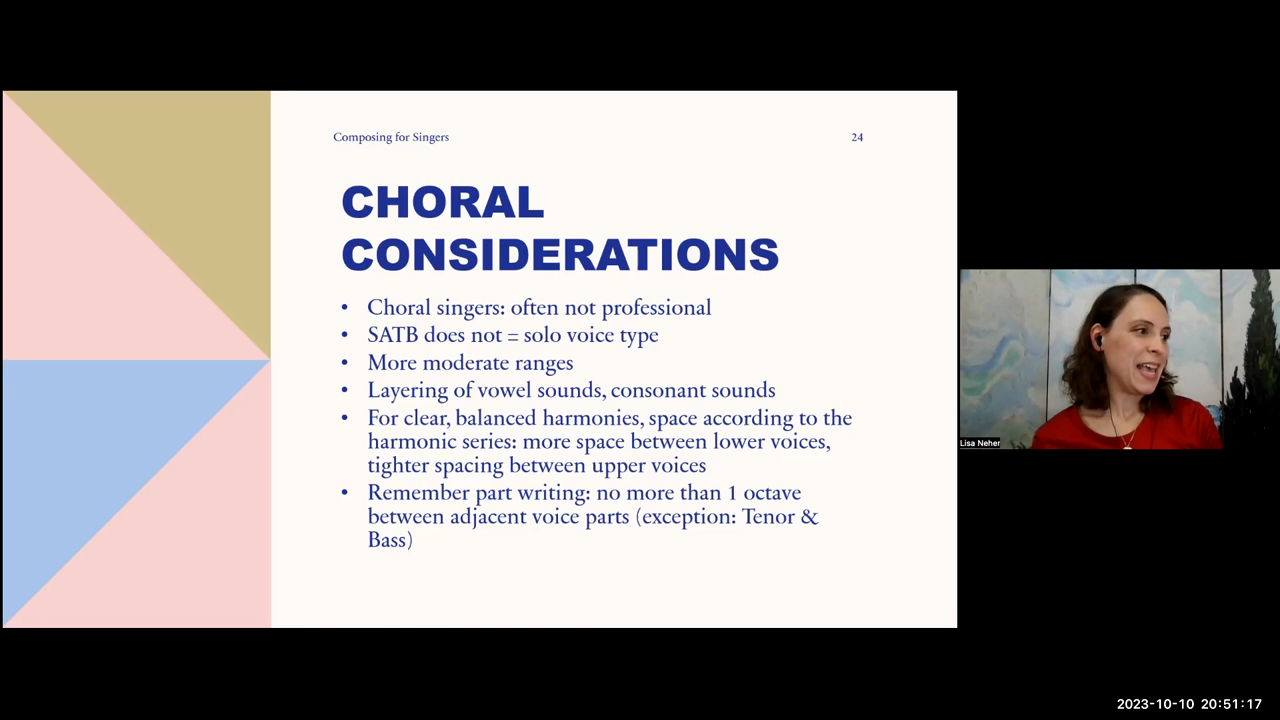 Composing for Singers
24
CHORAL
CONSIDERATIONS
• Choral singers: often not professional
• SATB does not = solo voice type
• More moderate ranges
• Layering of vowel sounds, consonant sounds
• For clear, balanced harmonies, space according to the
harmonic series: more space between lower voices,
tighter spacing between upper voices
• Remember part writing: no more than 1 octave
between adjacent voice parts (exception: Tenor &
Bass)
Lisa Neher
2023-10-10 20:51:17